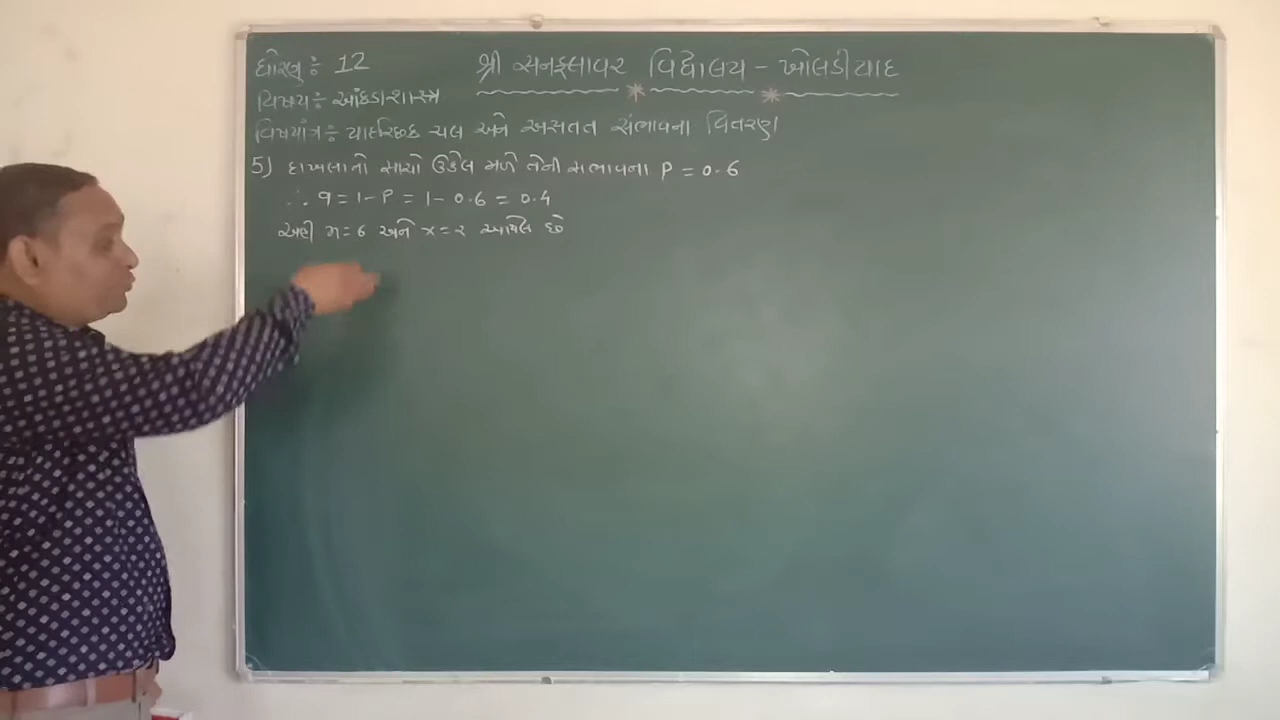 ધોરણ ÷ 12
શ્રી સનફ્લાવર વિદ્યાલય - ખોલડીયાદ
વિષય ÷ આંકડાશાસ્ત્ર
વિષયાંગ ÷ યાદચ્છિક ચલ અને અસતત સંભાવના વિતરણ
5) દાખલાનો સાચો ઉકેલ મળે તેની સંભાવના P = 0.6
∴ q = 1 - P = 1 - 0.6 = 0.4
અહી n = 6 અને x = ર આપેલ છે